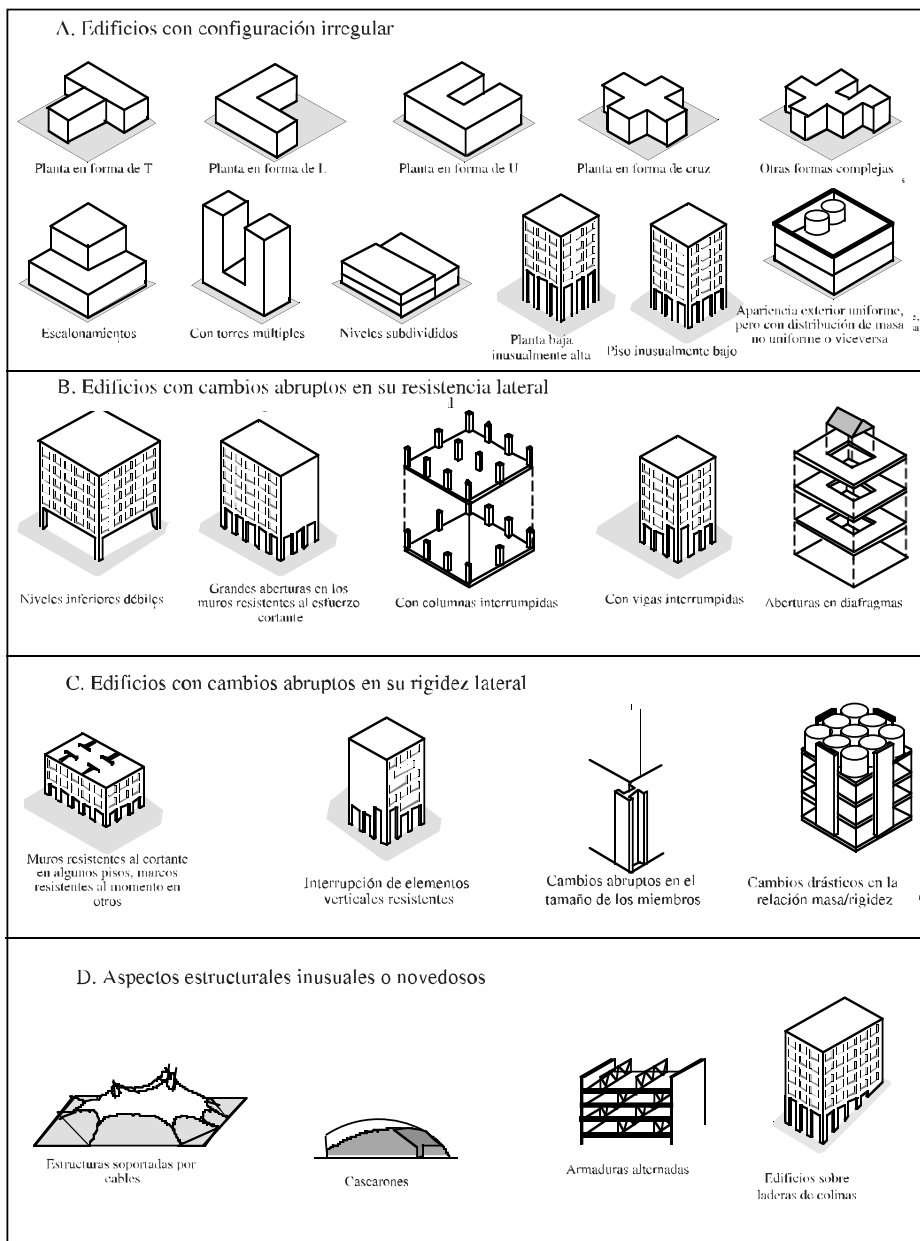 A. Edificios con configuración irregular
Planta en forma de T
Planta en forma de L
Planta en forma de U
Planta en forma de cruz
Otras formas complejas
s
Escalonamientos
Con torres múltiples
Niveles subdivididos
Planta baja
inusualmente alta
Piso inusualmente bajo
Apariencia exterior uniforme,
pero con distribución de masa
no uniforme o viceversa
B. Edificios con cambios abruptos en su resistencia lateral
Niveles inferiores débiles
Grandes aberturas en los
muros resistentes al esfuerzo
cortante
Con columnas interrumpidas
Con vigas interrumpidas
Aberturas en diafragmas
C. Edificios con cambios abruptos en su rigidez lateral
Muros resistentes al cortante
en algunos pisos, marcos
resistentes al momento en
otros
Interrupción de elementos
verticales resistentes
Cambios abruptos en el
tamaño de los miembros
Cambios drásticos en la
relación masa/rigidez
D. Aspectos estructurales inusuales o novedosos
Estructuras soportadas por
cables
Cascarones
Armaduras alternadas
Edificios sobre
laderas de colinas